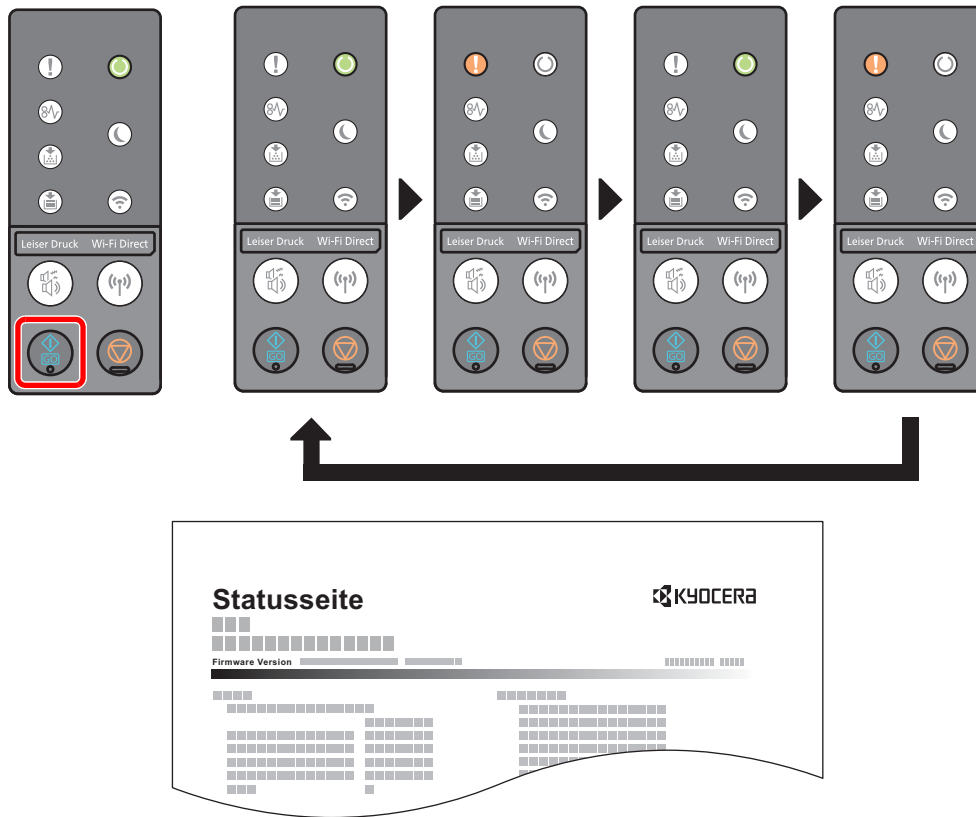 Leiser Druck Wi-Fi Direct Leiser Druck Wi-Fi Direct Leiser Druck Wi-Fi Direct Leiser Druck Wi-Fi Direct Leiser Druck Wi-Fi Direct
GO GO GO GO GO
Statusseite KYOCERA
Firmware Version